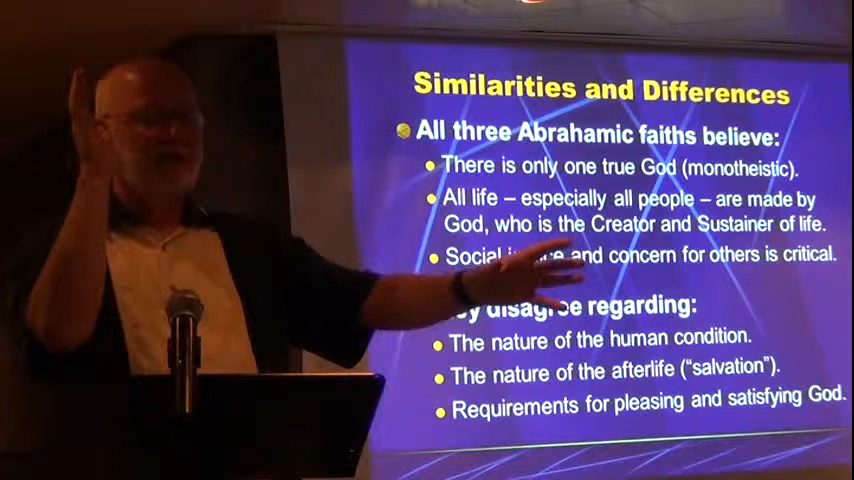 Similarities and Differences
All three Abrahamic faiths believe:
There is only one true God (monotheistic).
All life – especially all people – are made by
God, who is the Creator and Sustainer of life.
Social and concern for others is critical.
disagree regarding:
The nature of the human condition.
The nature of the afterlife ("salvation").
Requirements for pleasing and satisfying God.